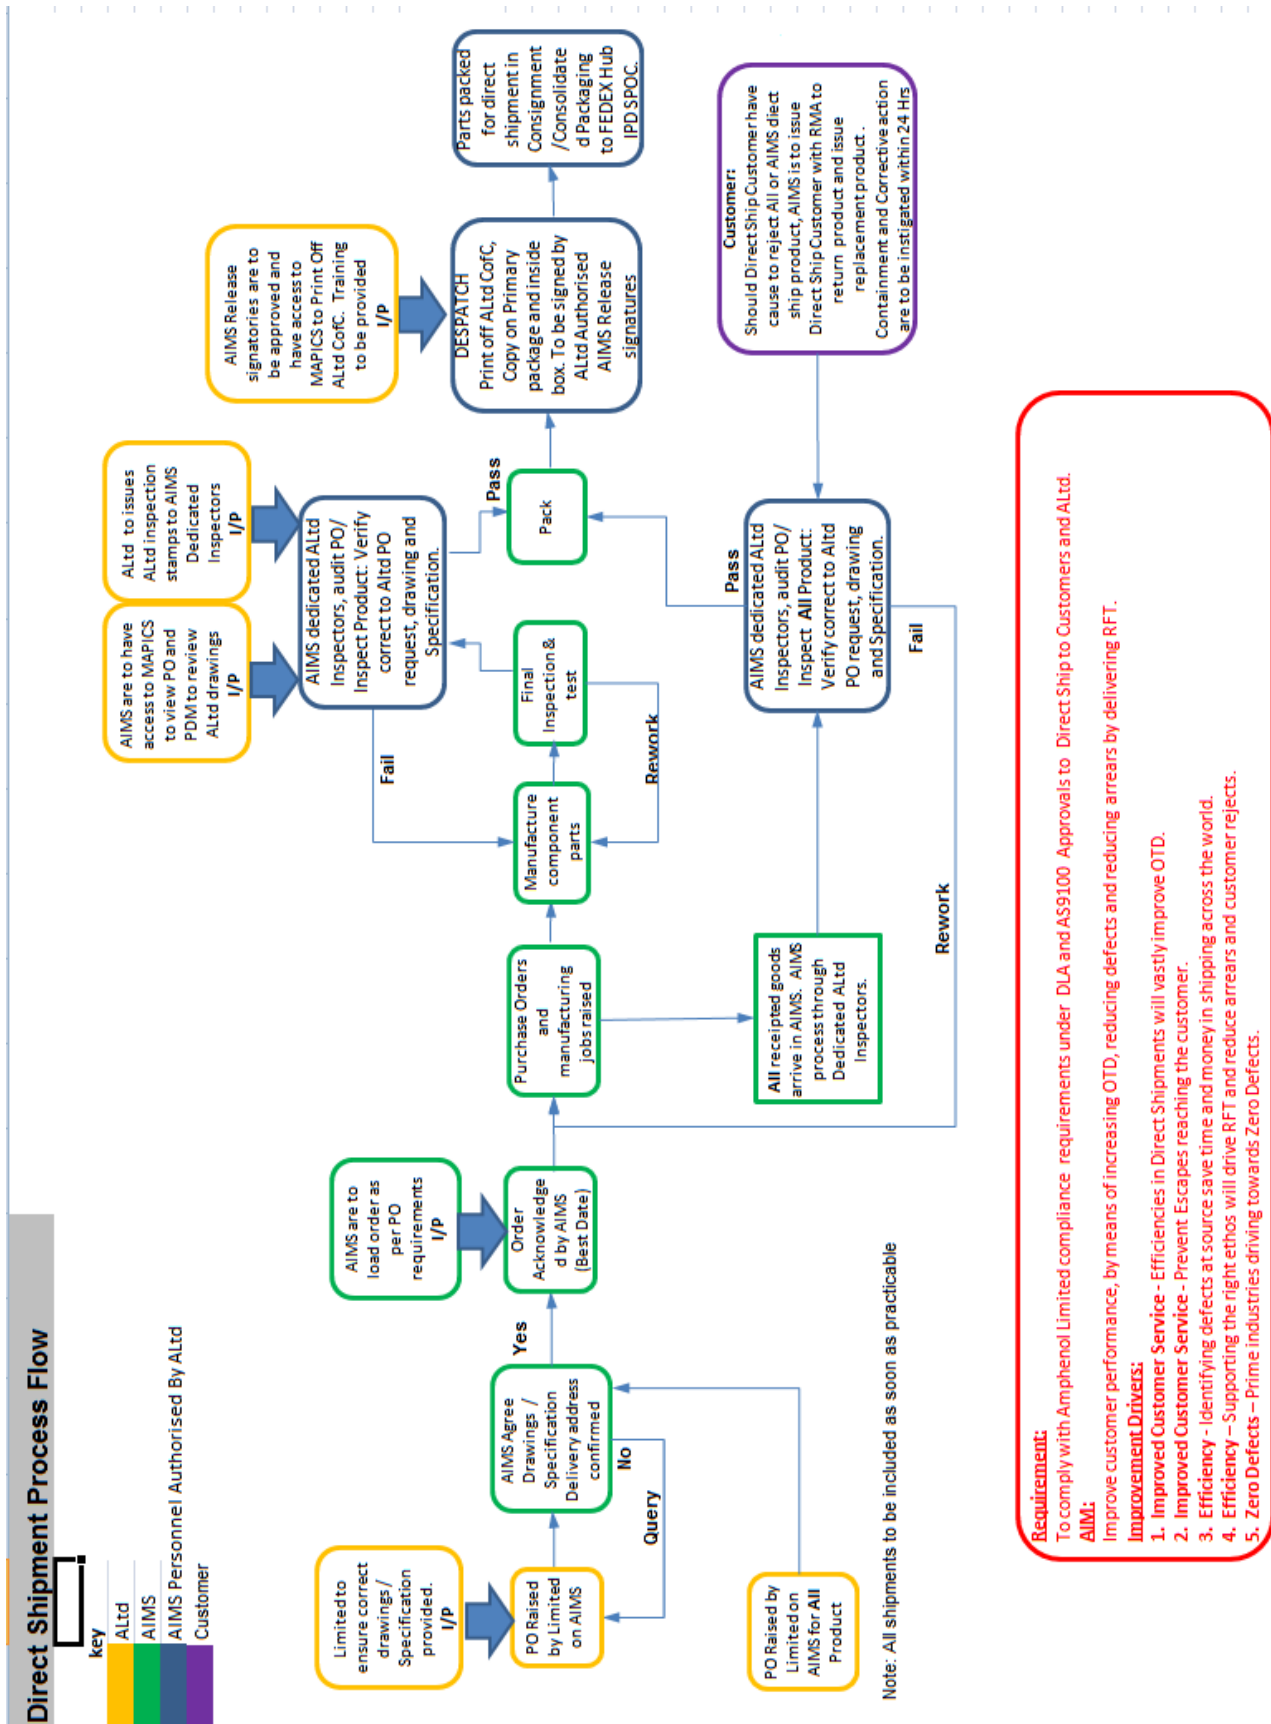 Direct Shipment Process Flow
key
ALtd
AIMS
AIMS Personnel Authorised By ALtd
Customer
Limited to
ensure correct
drawings /
Specification
provided.
I/P
PO Raised
by Limited
on AIMS
AIMS Agree
Drawings /
Specification
Delivery address
confirmed
Yes
No
Query
PO Raised by
Limited on
AIMS for All
Product
AIMS are to
load order as
per PO
requirements
I/P
Order
Acknowledge
d by AIMS
(Best Date)
Purchase Orders
and
manufacturing
jobs raised
All receipted goods
arrive in AIMS. AIMS
process through
Dedicated ALtd
Inspectors.
Manufacture
component
parts
Final
Inspection &
test
Rework
Fail
AIMS are to have
access to MAPICS
to view PO and
PDM to review
ALtd drawings
I/P
ALtd to issues
ALtd inspection
stamps to AIMS
Dedicated
Inspectors
I/P
AIMS dedicated ALtd
Inspectors, audit PO/
Inspect Product: Verify
correct to Altd PO
request, drawing and
Specification.
Pass
Pack
AIMS dedicated ALtd
Inspectors, audit PO/
Inspect All Product:
Verify correct to Altd
PO request, drawing
and Specification.
Pass
Fail
Rework
AIMS Release
signatories are to
be approved and
have access to
MAPICS to Print Off
ALtd CofC. Training
to be provided
I/P
DESPATCH
Print off ALtd CofC,
Copy on Primary
package and inside
box. To be signed by
ALtd Authorised
AIMS Release
signatures
Parts packed
for direct
shipment in
Consignment
/Consolidate
d Packaging
to FEDEX Hub
IPD SPOC.
Customer:
Should Direct Ship Customer have
cause to reject All or AIMS diect
ship product, AIMS is to issue
Direct Ship Customer with RMA to
return product and issue
replacement product .
Containment and Corrective action
are to be instigated within 24 Hrs
Note: All shipments to be included as soon as practicable
Requirement:
To comply with Amphenol Limited compliance requirements under DLA and AS9100 Approvals to Direct Ship to Customers and ALtd.
AIM:
Improve customer performance, by means of increasing OTD, reducing defects and reducing arrears by delivering RFT.
Improvement Drivers:
1. Improved Customer Service - Efficiencies in Direct Shipments will vastly improve OTD.
2. Improved Customer Service - Prevent Escapes reaching the customer.
3. Efficiency - Identifying defects at source save time and money in shipping across the world.
4. Efficiency – Supporting the right ethos will drive RFT and reduce arrears and customer rejects.
5. Zero Defects – Prime industries driving towards Zero Defects.